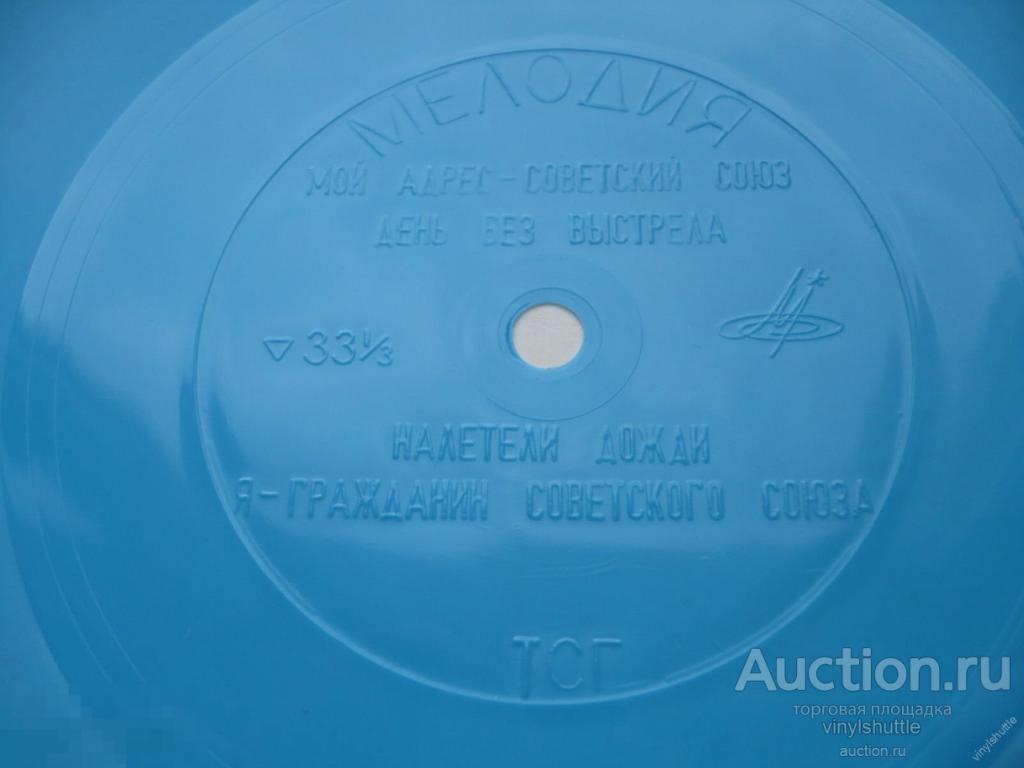 МЕЛОДИЯ
МОЙ АДРЕС - СОВЕТСКИЙ СОЮЗ
ДЕНЬ БЕЗ ВЫСТРЕЛА
▽ 33⅓
М*
НАЛЕТЕЛИ ДОЖДИ
Я - ГРАЖДАНИН СОВЕТСКОГО СОЮЗА
ТСГ
Auction.ru
торговая площадка
vinylshuttle
auction.ru
vinylshuttle